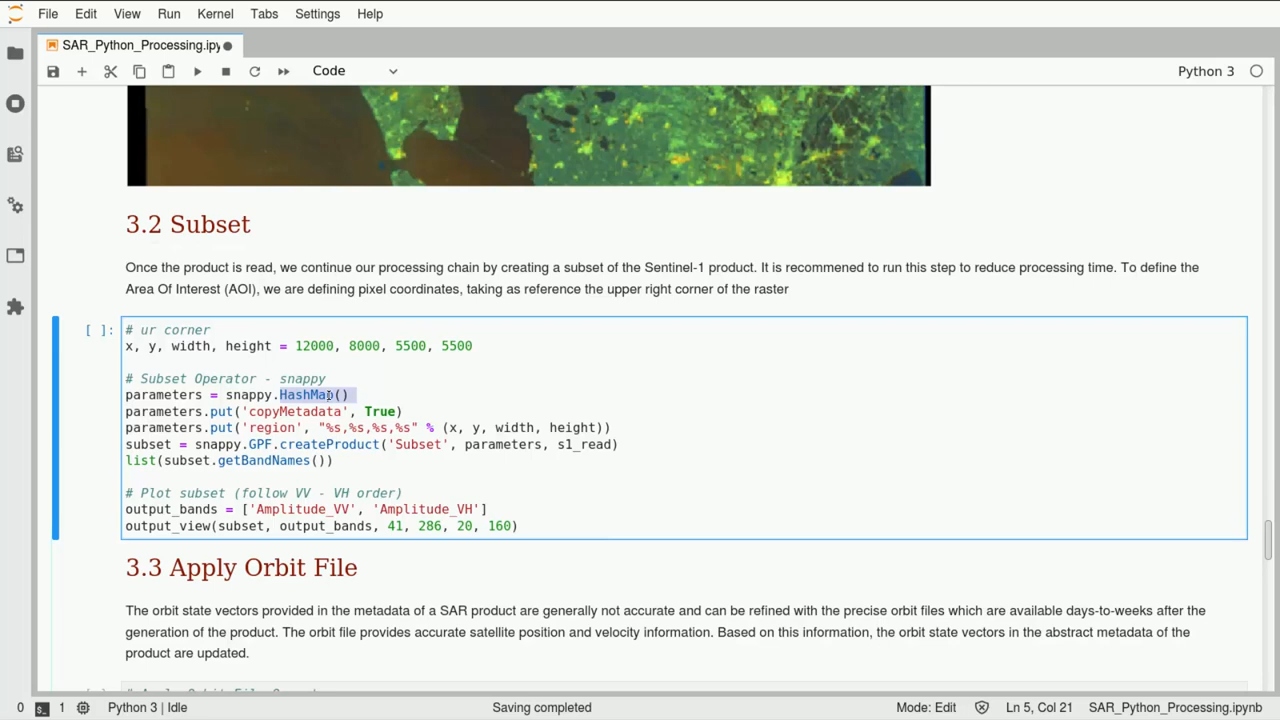 File Edit View Run Kernel Tabs Settings Help
SAR_Python_Processing.ipy
Code
Python 3
3.2 Subset
Once the product is read, we continue our processing chain by creating a subset of the Sentinel-1 product. It is recommened to run this step to reduce processing time. To define the
Area Of Interest (AOI), we are defining pixel coordinates, taking as reference the upper right corner of the raster
[ ]:
# ur corner
x, y, width, height = 12000, 8000, 5500, 5500
# Subset Operator - snappy
parameters = snappy.HashMap()
parameters.put('copyMetadata', True)
parameters.put('region', "%s,%s,%s,%s" % (x, y, width, height))
subset = snappy.GPF.createProduct('Subset', parameters, s1_read)
list(subset.getBandNames())
# Plot subset (follow VV - VH order)
output_bands = ['Amplitude_VV', 'Amplitude_VH']
output_view(subset, output_bands, 41, 286, 20, 160)
3.3 Apply Orbit File
The orbit state vectors provided in the metadata of a SAR product are generally not accurate and can be refined with the precise orbit files which are available days-to-weeks after the
generation of the product. The orbit file provides accurate satellite position and velocity information. Based on this information, the orbit state vectors in the abstract metadata of the
product are updated.
0 1 Python 3 | Idle Saving completed Mode: Edit Ln 5, Col 21 SAR_Python_Processing.ipynb